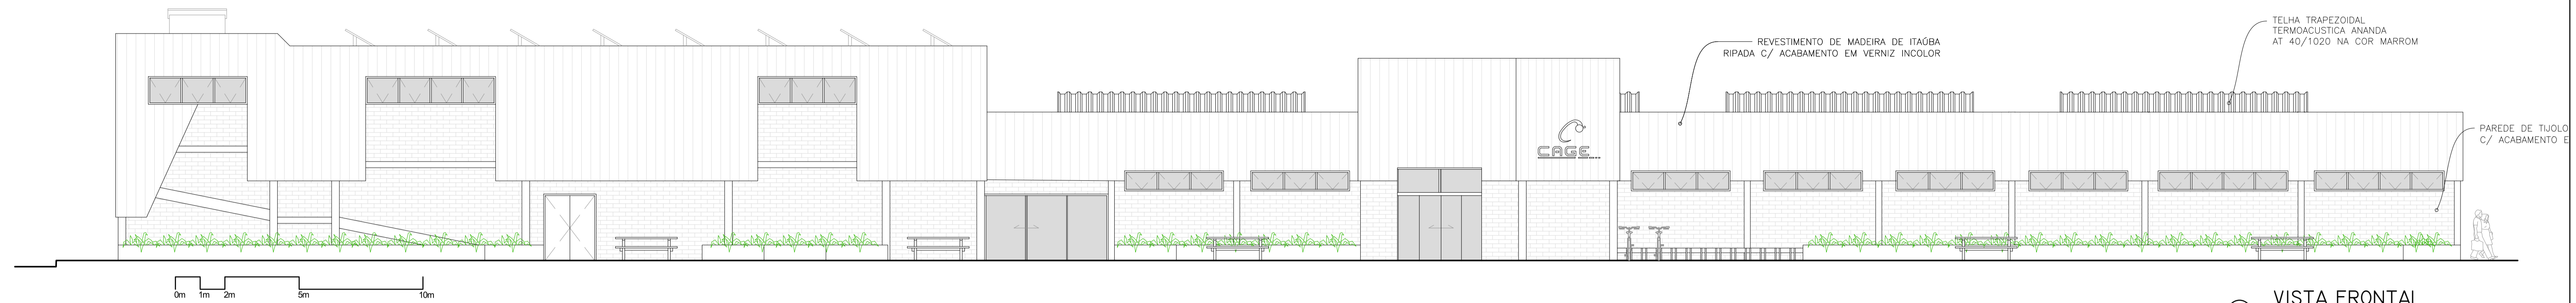 TELHA TRAPEZOIDAL
TERMOACUSTICA ANANDA
AT 40/1020 NA COR MARROM
REVESTIMENTO DE MADEIRA DE ITAÚBA
RIPADA C/ ACABAMENTO EM VERNIZ INCOLOR
PAREDE DE TIJOLO
C/ ACABAMENTO E
CAGE
0m 1m 2m 5m 10m
VISTA FRONTAL